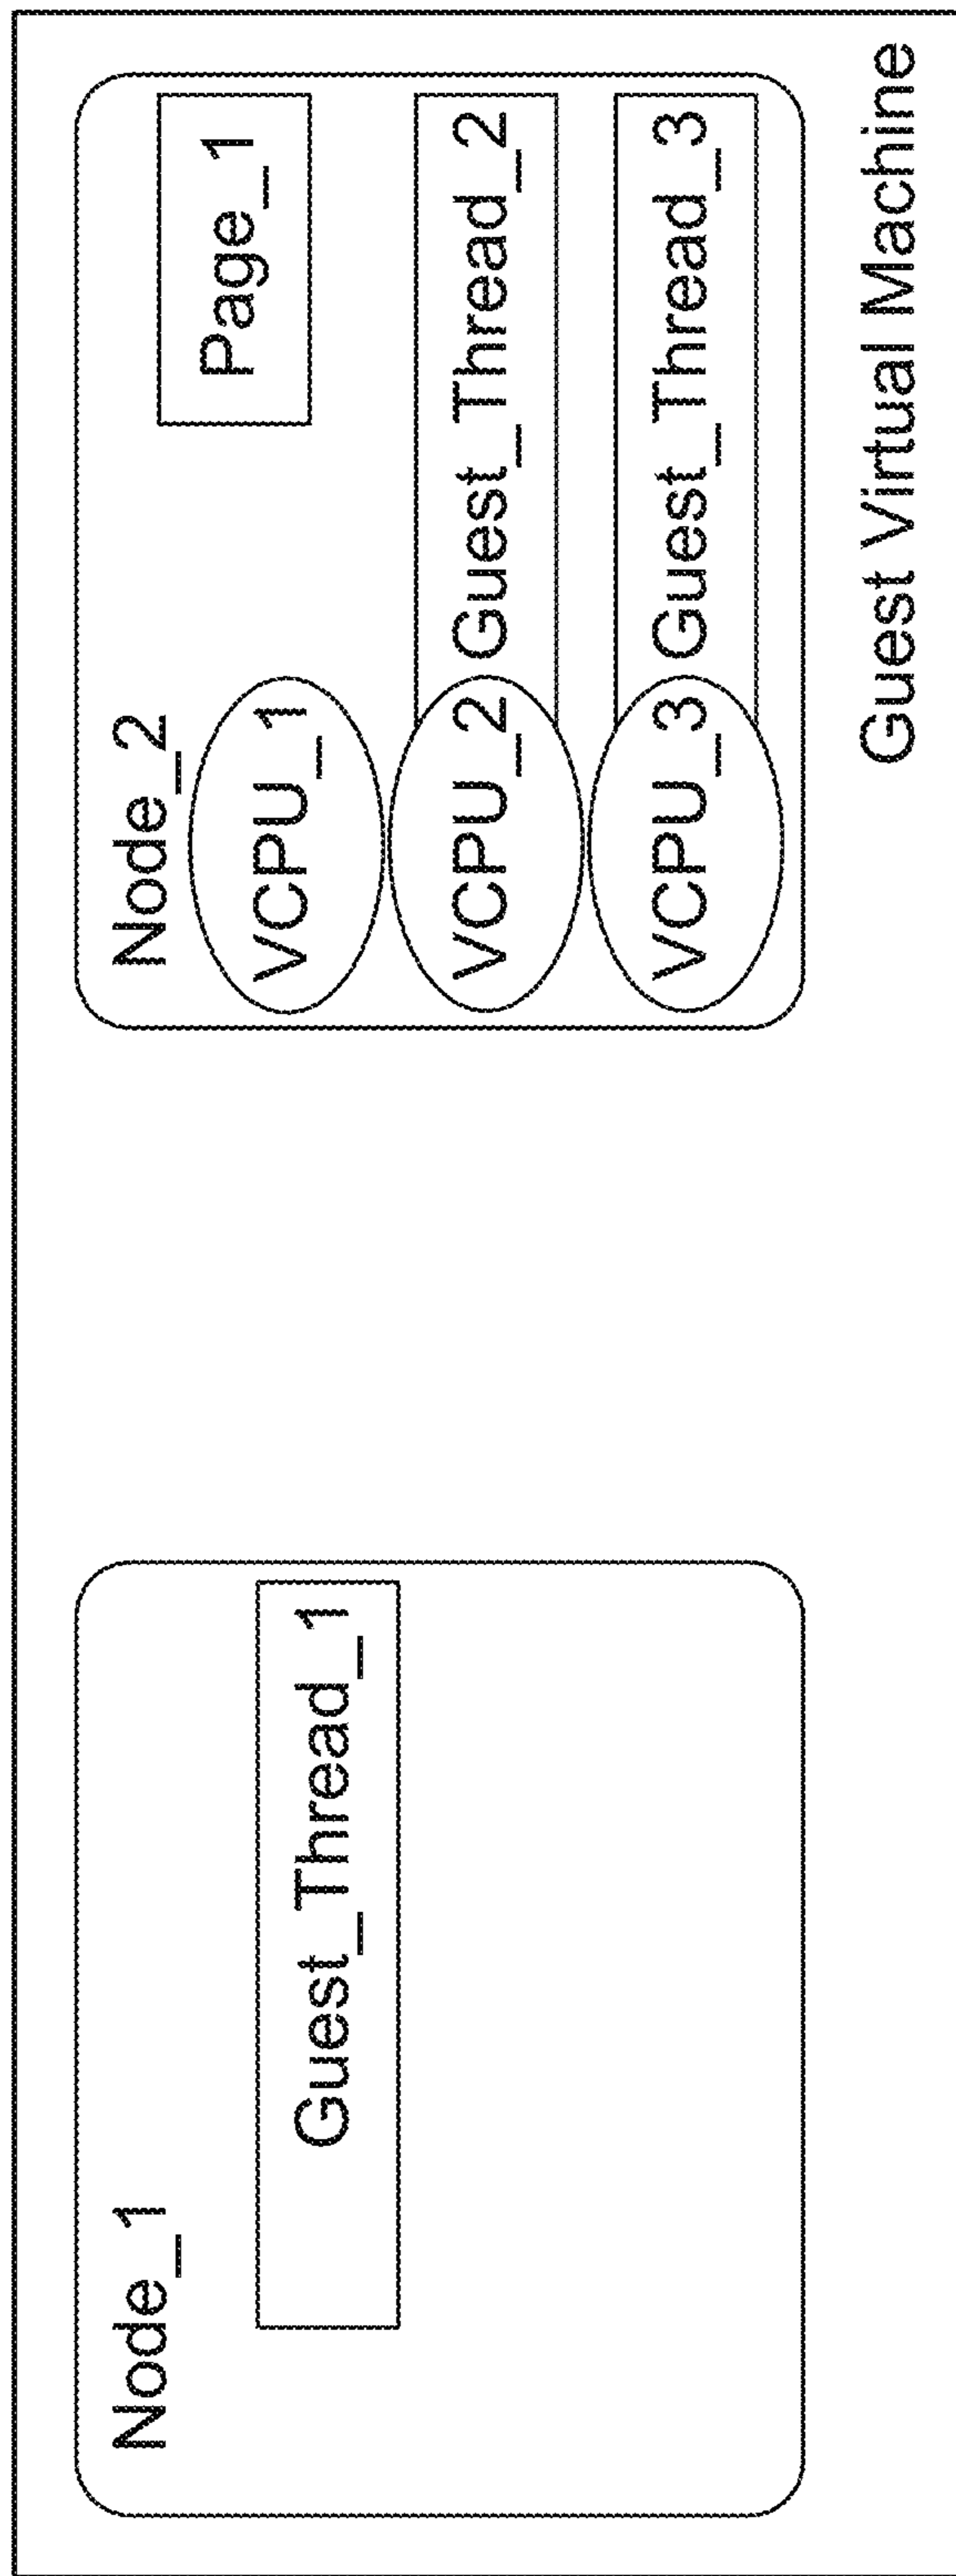 Node_1
Guest_Thread_1
Node_2
VCPU_1
Page_1
VCPU_2 Guest_Thread_2
VCPU_3 Guest_Thread_3
Guest Virtual Machine